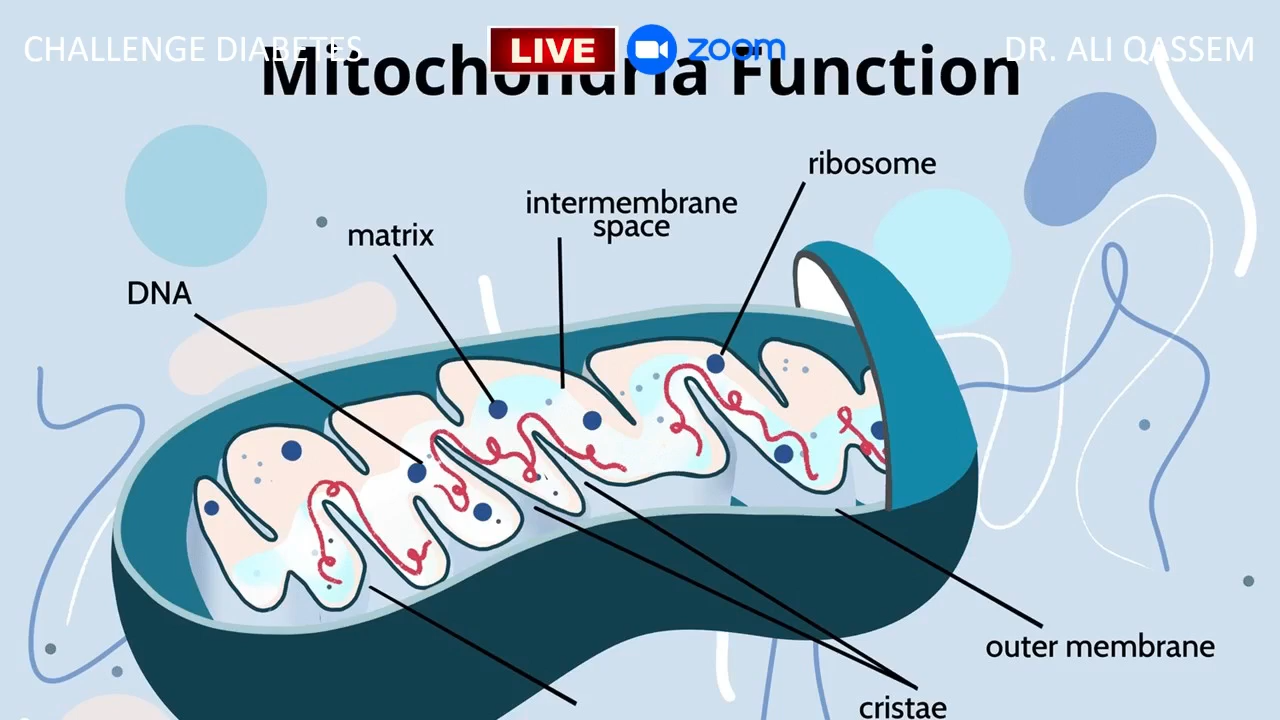 CHALLENGE DIABETES
LIVE
zoom
DR. ALI QASSEM
Mitochondria Function
ribosome
intermembrane
space
matrix
DNA
outer membrane
cristae